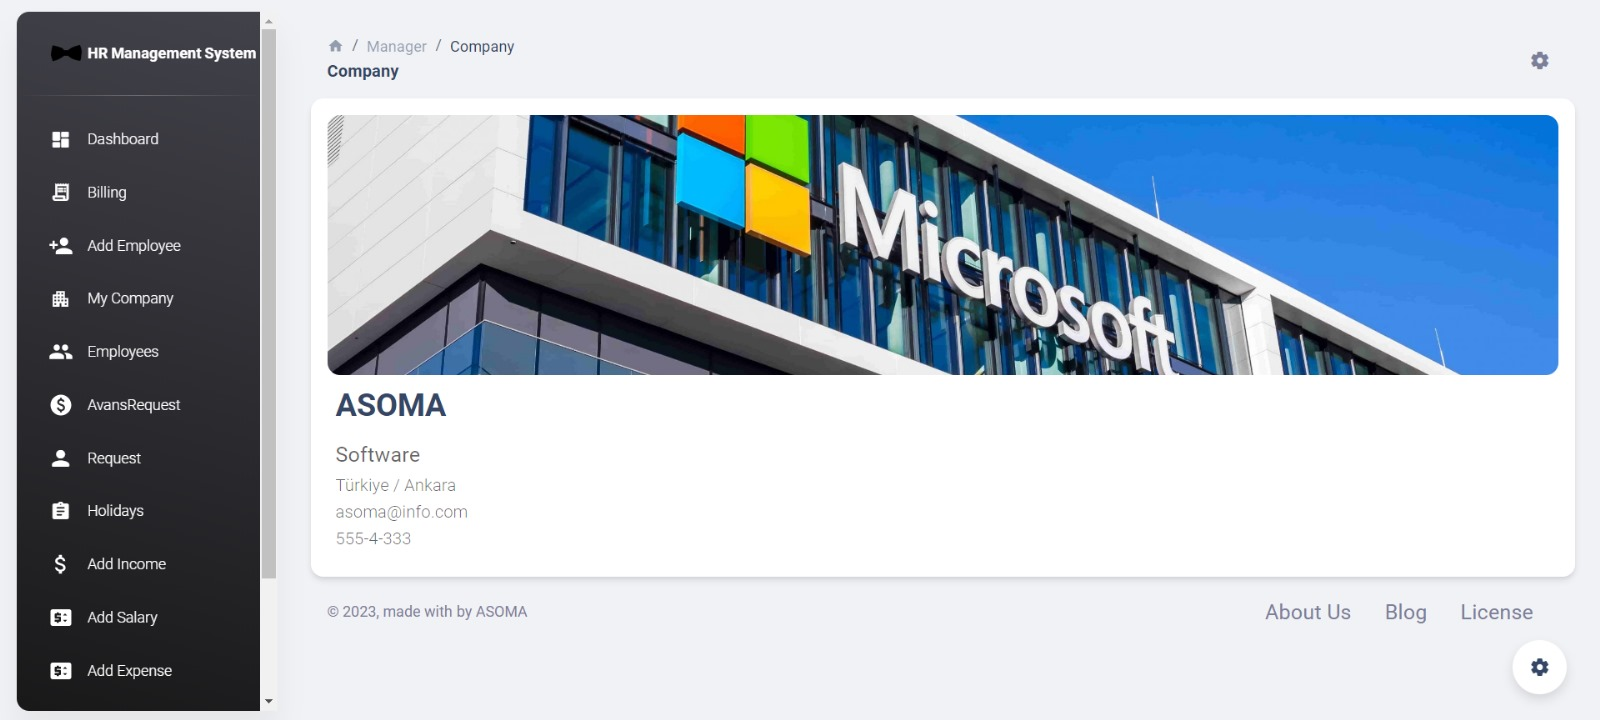 HR Management System
Dashboard
Billing
Add Employee
My Company
Employees
AvansRequest
Request
Holidays
Add Income
Add Salary
Add Expense
/ Manager / Company
Company
Microsoft
ASOMA
Software
Türkiye / Ankara
asoma@info.com
555-4-333
© 2023, made with by ASOMA
About Us Blog License